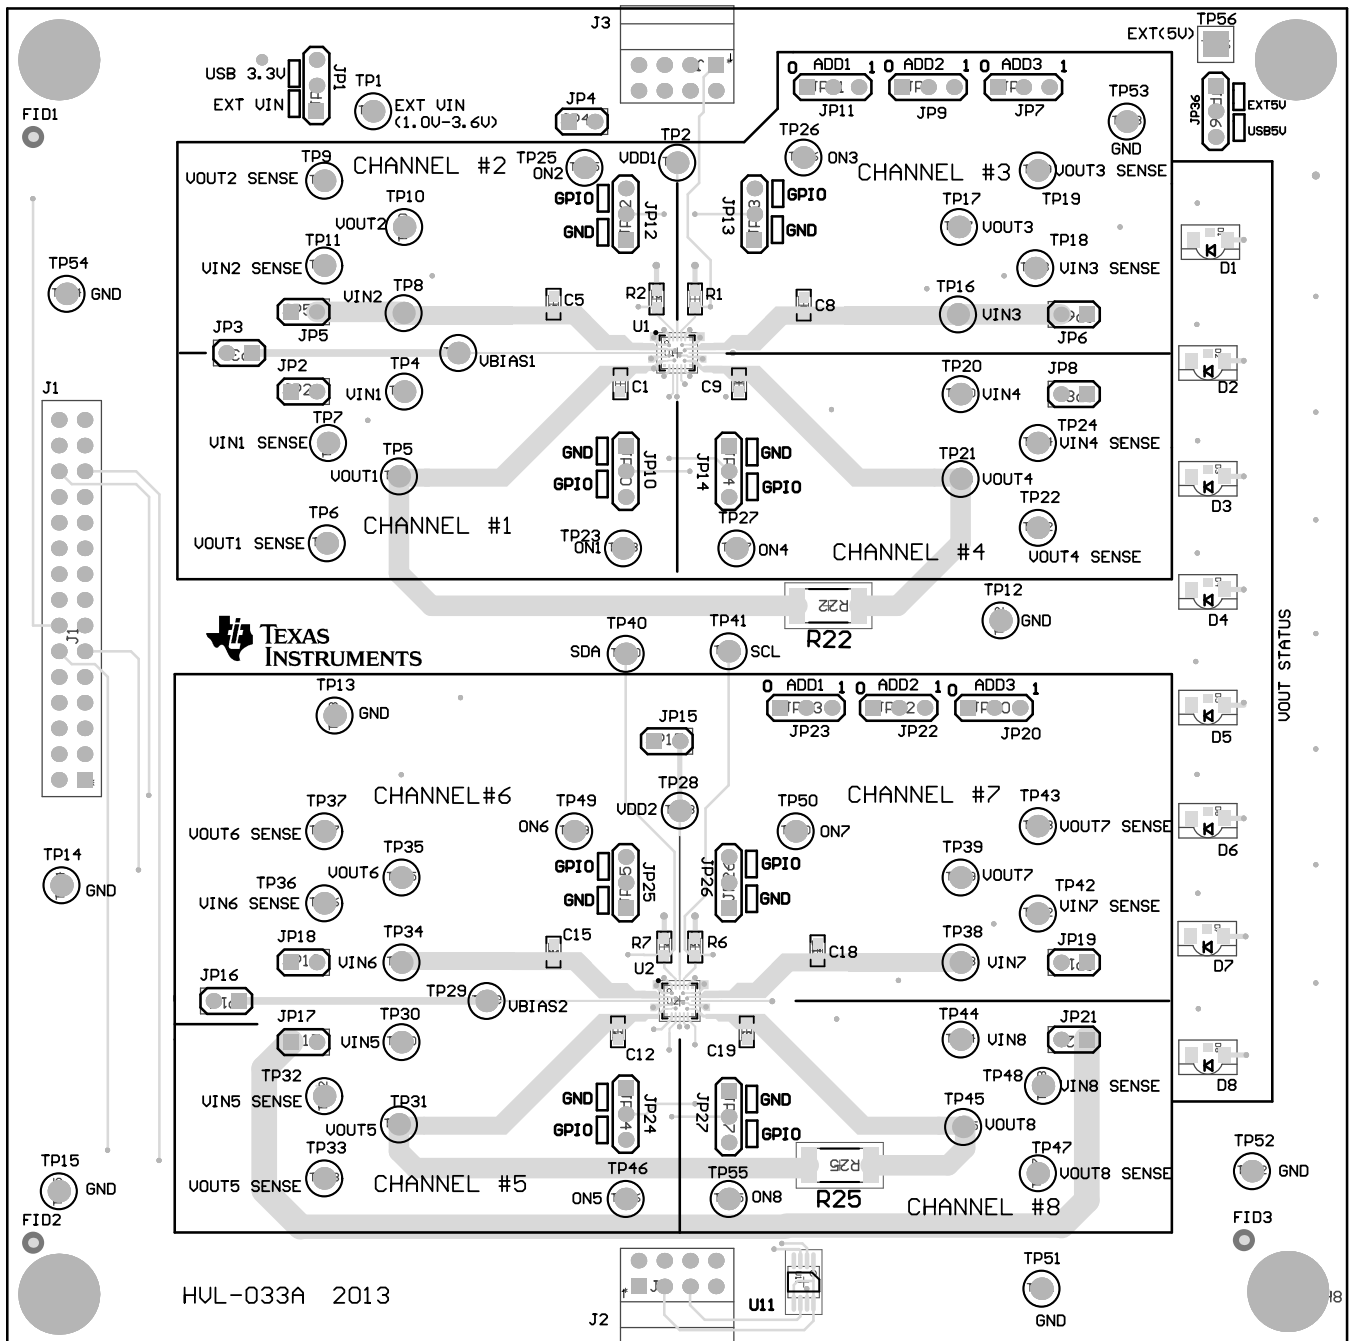 J3
TP56
EXT(5V)
USB 3.3V
EXT VIN
JP1
TP1
EXT VIN
(1.0V-3.6V)
JP4
0 ADD1 1
0 ADD2 1
0 ADD3 1
JP11
JP9
JP7
TP53
GND
JP36
EXT5V
USB5V
FID1
TP9
VOUT2 SENSE
CHANNEL #2
TP25
ON2
TP2
VDD1
TP26
ON3
CHANNEL #3
VOUT3 SENSE
TP19
TP10
VOUT2
GPIO
GND
JP12
JP13
GPIO
GND
TP17
VOUT3
TP11
VIN2 SENSE
TP18
VIN3 SENSE
D1
TP54
GND
VIN2
TP8
C5
R2
R1
C8
TP16
VIN3
JP5
JP6
U1
JP3
VBIAS1
JP2
VIN1
TP4
C1
C9
TP20
VIN4
JP8
D2
J1
TP7
VIN1 SENSE
TP24
VIN4 SENSE
TP5
VOUT1
GND
GPIO
JP10
JP14
GND
GPIO
TP21
VOUT4
D3
TP6
VOUT1 SENSE
CHANNEL #1
TP23
ON1
TP27
ON4
CHANNEL #4
TP22
VOUT4 SENSE
R22
R22
TP12
GND
D4
TEXAS
INSTRUMENTS
TP40
SDA
TP41
SCL
VOUT STATUS
J1
TP13
GND
JP15
0 ADD1 1
0 ADD2 1
0 ADD3 1
JP23
JP22
JP20
D5
CHANNEL#6
TP28
VDD2
CHANNEL #7
TP37
VOUT6 SENSE
TP49
ON6
TP50
ON7
TP43
VOUT7 SENSE
D6
TP14
GND
TP35
VOUT6
GPIO
GND
JP25
JP26
GPIO
GND
TP39
VOUT7
TP36
VIN6 SENSE
TP42
VIN7 SENSE
JP18
VIN6
TP34
C15
R7
R6
C18
TP38
VIN7
JP19
D7
U2
JP16
TP29
VBIAS2
JP17
VIN5
TP30
C12
C19
TP44
VIN8
JP21
D8
TP32
VIN5 SENSE
TP48
VIN8 SENSE
TP31
VOUT5
GND
GPIO
JP24
JP27
GND
GPIO
TP45
VOUT8
TP33
VOUT5 SENSE
CHANNEL #5
TP46
ON5
TP55
ON8
R25
R25
TP47
VOUT8 SENSE
CHANNEL #8
TP15
GND
TP52
GND
FID2
FID3
HVL-033A 2013
J2
U11
TP51
GND